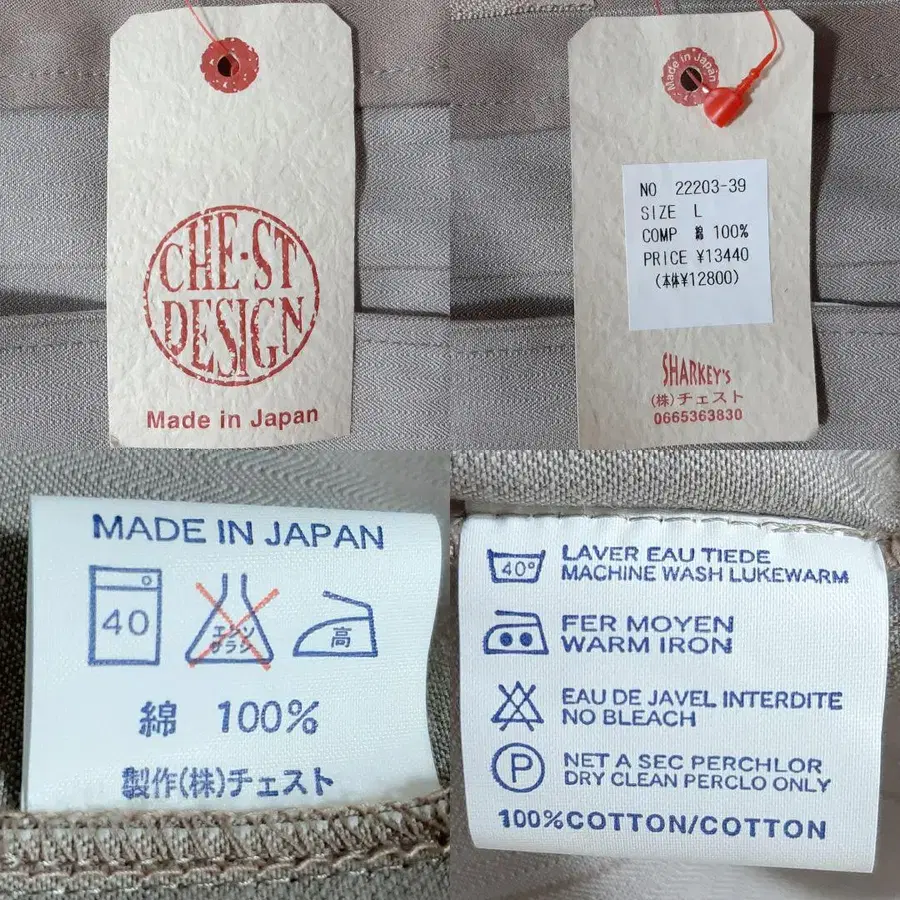 CHE·ST
DESIGN
Made in Japan
Made in Japan
NO 22203-39
SIZE L
COMP 綿 100%
PRICE ¥13440
(本体¥12800)
SHARKEY'S
(株)チェスト
0665363830
MADE IN JAPAN
40
エンソ
サラシ
高
綿 100%
製作(株)チェスト
40°
LAVER EAU TIEDE
MACHINE WASH LUKEWARM
FER MOYEN
WARM IRON
EAU DE JAVEL INTERDITE
NO BLEACH
P
NET A SEC PERCHLOR
DRY CLEAN PERCLO ONLY
100%COTTON/COTTON